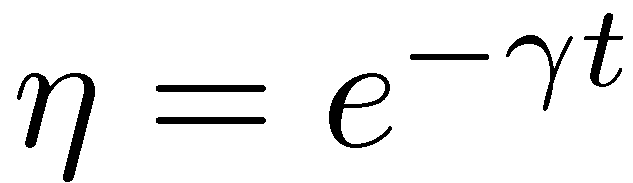 η = e^{-γt}